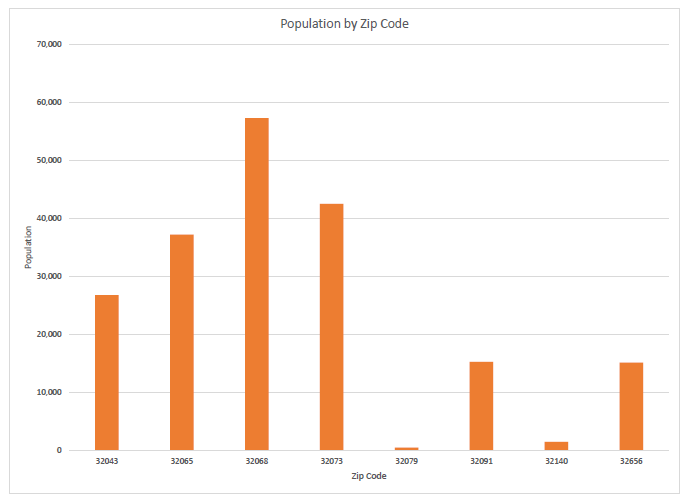 Population by Zip Code
70,000
60,000
50,000
40,000
30,000
20,000
10,000
0
Population
32043 32065 32068 32073 32079 32091 32140 32656
Zip Code